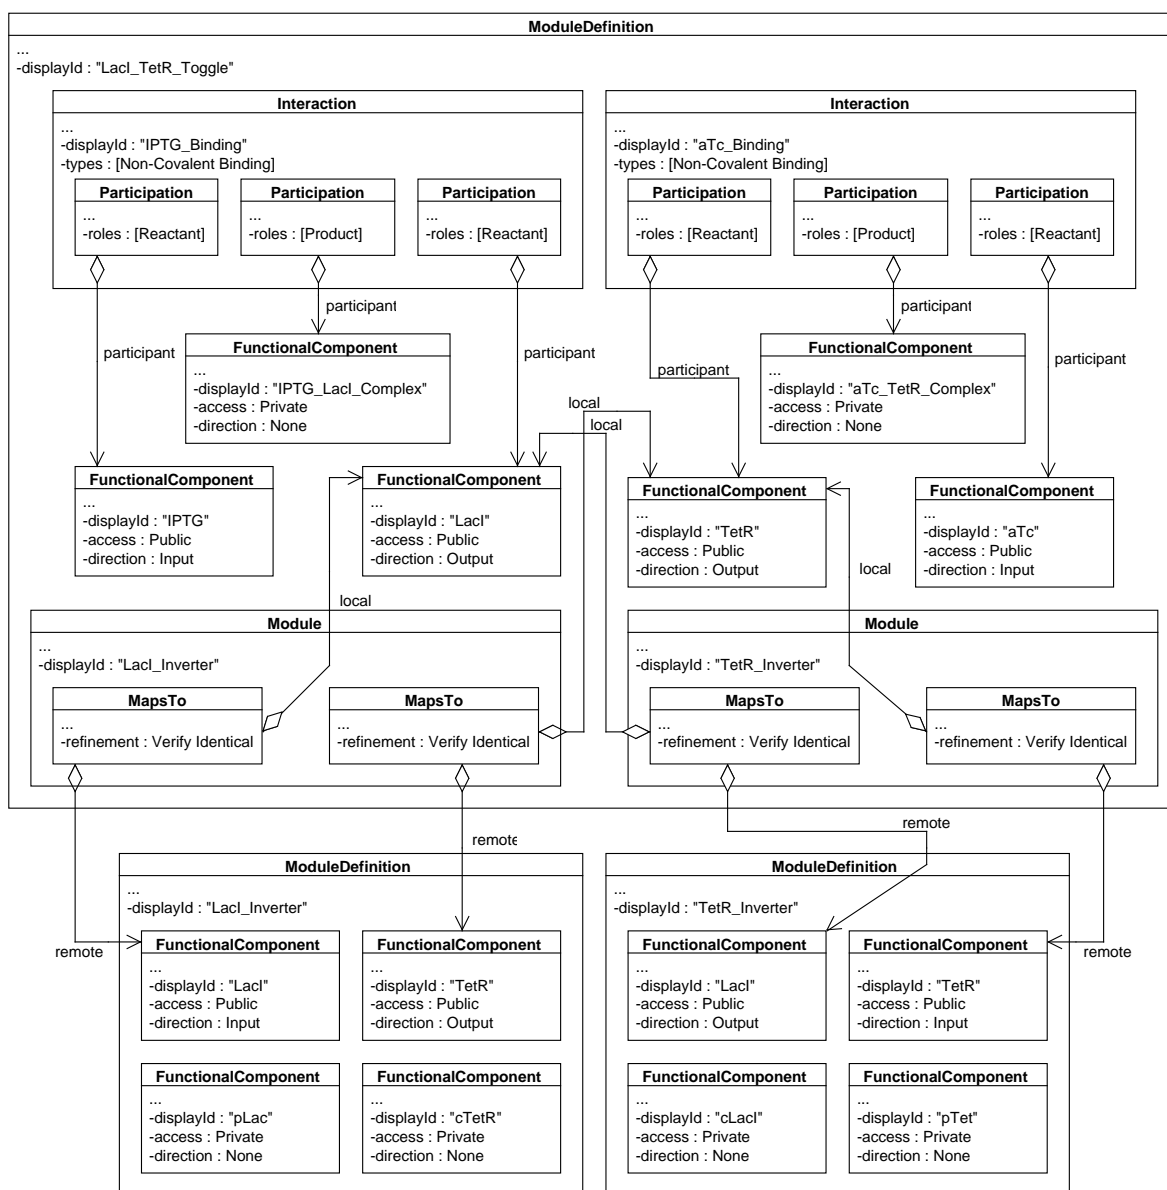 ModuleDefinition
...
-displayId : "LacI_TetR_Toggle"
Interaction
...
-displayId : "IPTG_Binding"
-types : [Non-Covalent Binding]
Participation
...
-roles : [Reactant]
Participation
...
-roles : [Product]
Participation
...
-roles : [Reactant]
Interaction
...
-displayId : "aTc_Binding"
-types : [Non-Covalent Binding]
Participation
...
-roles : [Reactant]
Participation
...
-roles : [Product]
Participation
...
-roles : [Reactant]
participant
participant
participant
participant
participant
participant
FunctionalComponent
...
-displayId : "IPTG_LacI_Complex"
-access : Private
-direction : None
FunctionalComponent
...
-displayId : "aTc_TetR_Complex"
-access : Private
-direction : None
local
local
FunctionalComponent
...
-displayId : "IPTG"
-access : Public
-direction : Input
FunctionalComponent
...
-displayId : "LacI"
-access : Public
-direction : Output
FunctionalComponent
...
-displayId : "TetR"
-access : Public
-direction : Output
FunctionalComponent
...
-displayId : "aTc"
-access : Public
-direction : Input
local
local
Module
...
-displayId : "LacI_Inverter"
MapsTo
...
-refinement : Verify Identical
MapsTo
...
-refinement : Verify Identical
Module
...
-displayId : "TetR_Inverter"
MapsTo
...
-refinement : Verify Identical
MapsTo
...
-refinement : Verify Identical
remote
remote
remote
remote
ModuleDefinition
...
-displayId : "LacI_Inverter"
FunctionalComponent
...
-displayId : "LacI"
-access : Public
-direction : Input
FunctionalComponent
...
-displayId : "TetR"
-access : Public
-direction : Output
FunctionalComponent
...
-displayId : "pLac"
-access : Private
-direction : None
FunctionalComponent
...
-displayId : "cTetR"
-access : Private
-direction : None
ModuleDefinition
...
-displayId : "TetR_Inverter"
FunctionalComponent
...
-displayId : "LacI"
-access : Public
-direction : Output
FunctionalComponent
...
-displayId : "TetR"
-access : Public
-direction : Input
FunctionalComponent
...
-displayId : "cLacI"
-access : Private
-direction : None
FunctionalComponent
...
-displayId : "pTet"
-access : Private
-direction : None